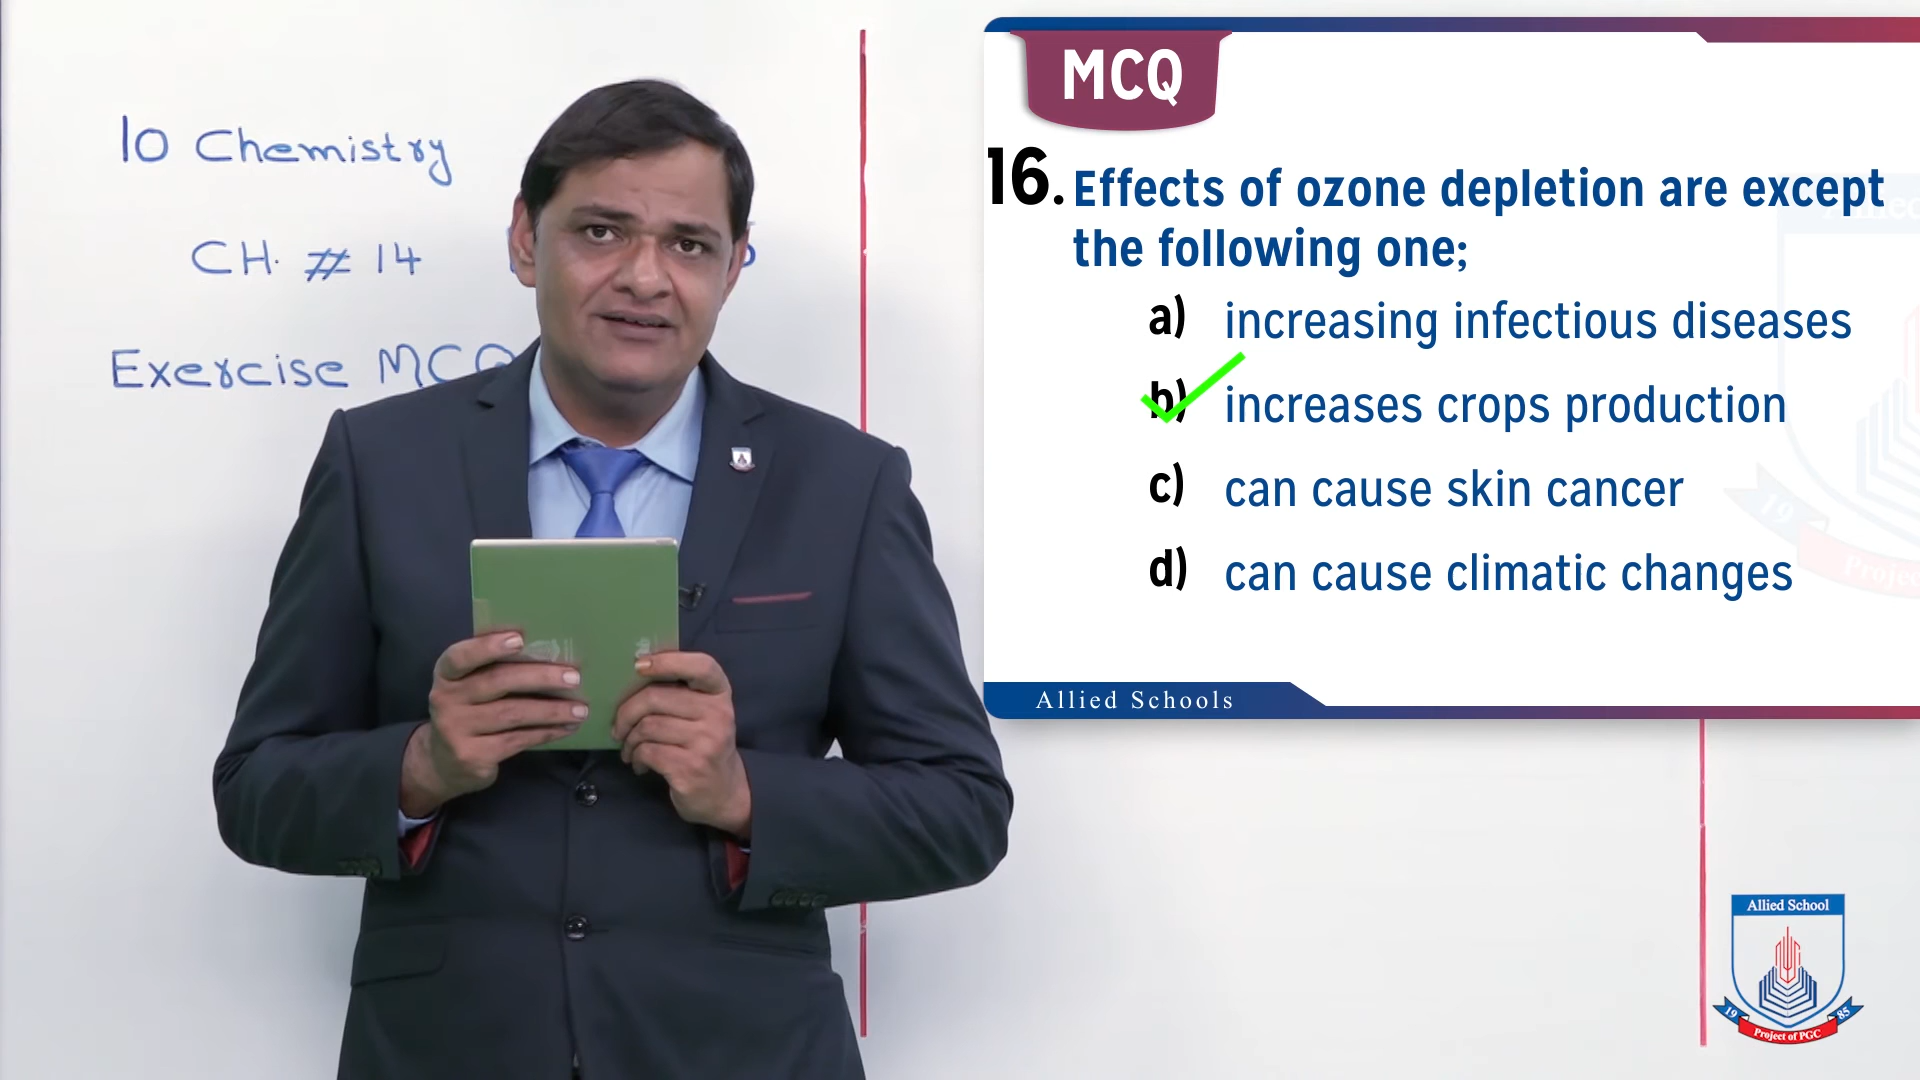 10 Chemistry
CH. # 14
Exercise MCQ
MCQ
16. Effects of ozone depletion are except
the following one;
a) increasing infectious diseases
b) increases crops production
c) can cause skin cancer
d) can cause climatic changes
Allied Schools
Allied School
19 85
Project of PGC